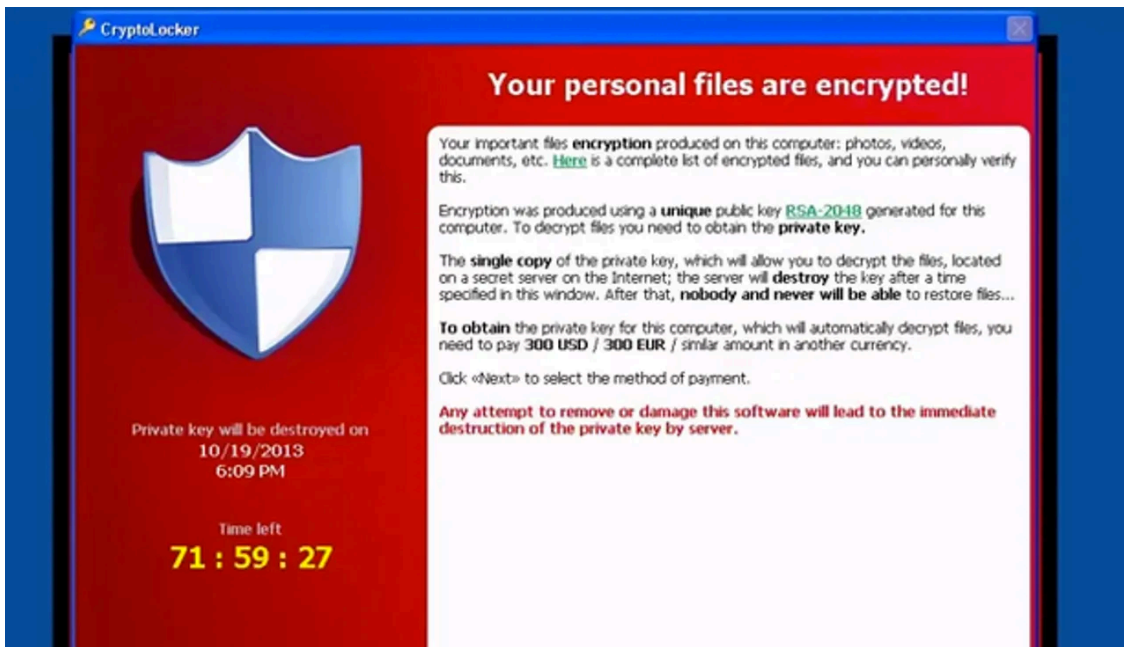 CryptoLocker
Your personal files are encrypted!
Your important files encryption produced on this computer: photos, videos,
documents, etc. Here is a complete list of encrypted files, and you can personally verify
this.
Encryption was produced using a unique public key RSA-2048 generated for this
computer. To decrypt files you need to obtain the private key.
The single copy of the private key, which will allow you to decrypt the files, located
on a secret server on the Internet; the server will destroy the key after a time
specified in this window. After that, nobody and never will be able to restore files...
To obtain the private key for this computer, which will automatically decrypt files, you
need to pay 300 USD / 300 EUR / similar amount in another currency.
Click «Next» to select the method of payment.
Any attempt to remove or damage this software will lead to the immediate
destruction of the private key by server.
Private key will be destroyed on
10/19/2013
6:09 PM
Time left
71 : 59 : 27